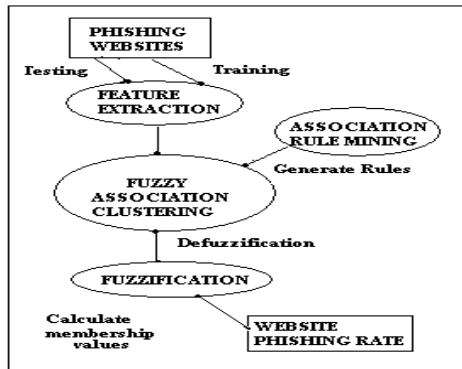 PHISHING
WEBSITES
Testing
Training
FEATURE
EXTRACTION
ASSOCIATION
RULE MINING
Generate Rules
FUZZY
ASSOCIATION
CLUSTERING
Defuzzification
FUZZIFICATION
Calculate
membership
values
WEBSITE
PHISHING RATE